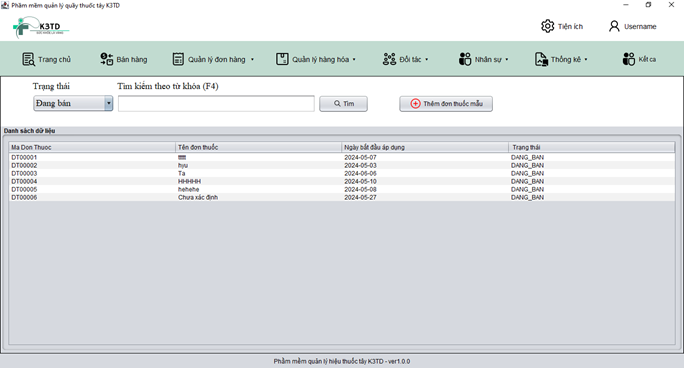 Phầm mềm quản lý quầy thuốc tây K3TD
K3TD
Tiện ích
Username
Trang chủ
Bán hàng
Quản lý đơn hàng
Quản lý hàng hóa
Đối tác
Nhân sự
Thống kê
Kết ca
Trạng thái
Tìm kiếm theo từ khóa (F4)
Đang bán
Tìm
Thêm đơn thuốc mẫu
Danh sách dữ liệu
Ma Don Thuoc Tên đơn thuốc Ngày bắt đầu áp dụng Trạng thái
DT00001 ttttt 2024-05-07 DANG_BAN
DT00002 hyu 2024-05-03 DANG_BAN
DT00003 Ta 2024-06-06 DANG_BAN
DT00004 HHHHH 2024-05-10 DANG_BAN
DT00005 hehehe 2024-05-08 DANG_BAN
DT00006 Chưa xác định 2024-05-27 DANG_BAN
Phầm mềm quản lý hiệu thuốc tây K3TD - ver1.0.0